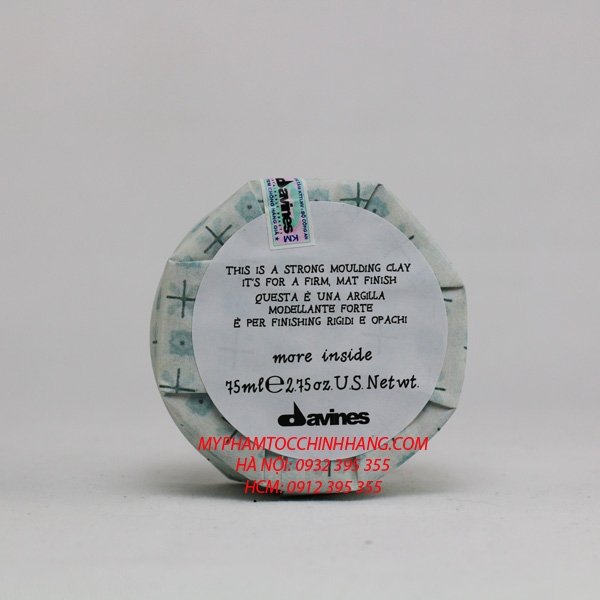 davines
KM
THIS IS A STRONG MOULDING CLAY
IT'S FOR A FIRM, MAT FINISH
QUESTA È UNA ARGILLA
MODELLANTE FORTE
È PER FINISHING RIGIDI E OPACHI
more inside
75ml e 2.75 oz. U.S. Net wt.
davines
MYPHAMTOCCHINHHANG.COM
HÀ NỘI: 0932 395 355
HCM: 0912 395 355